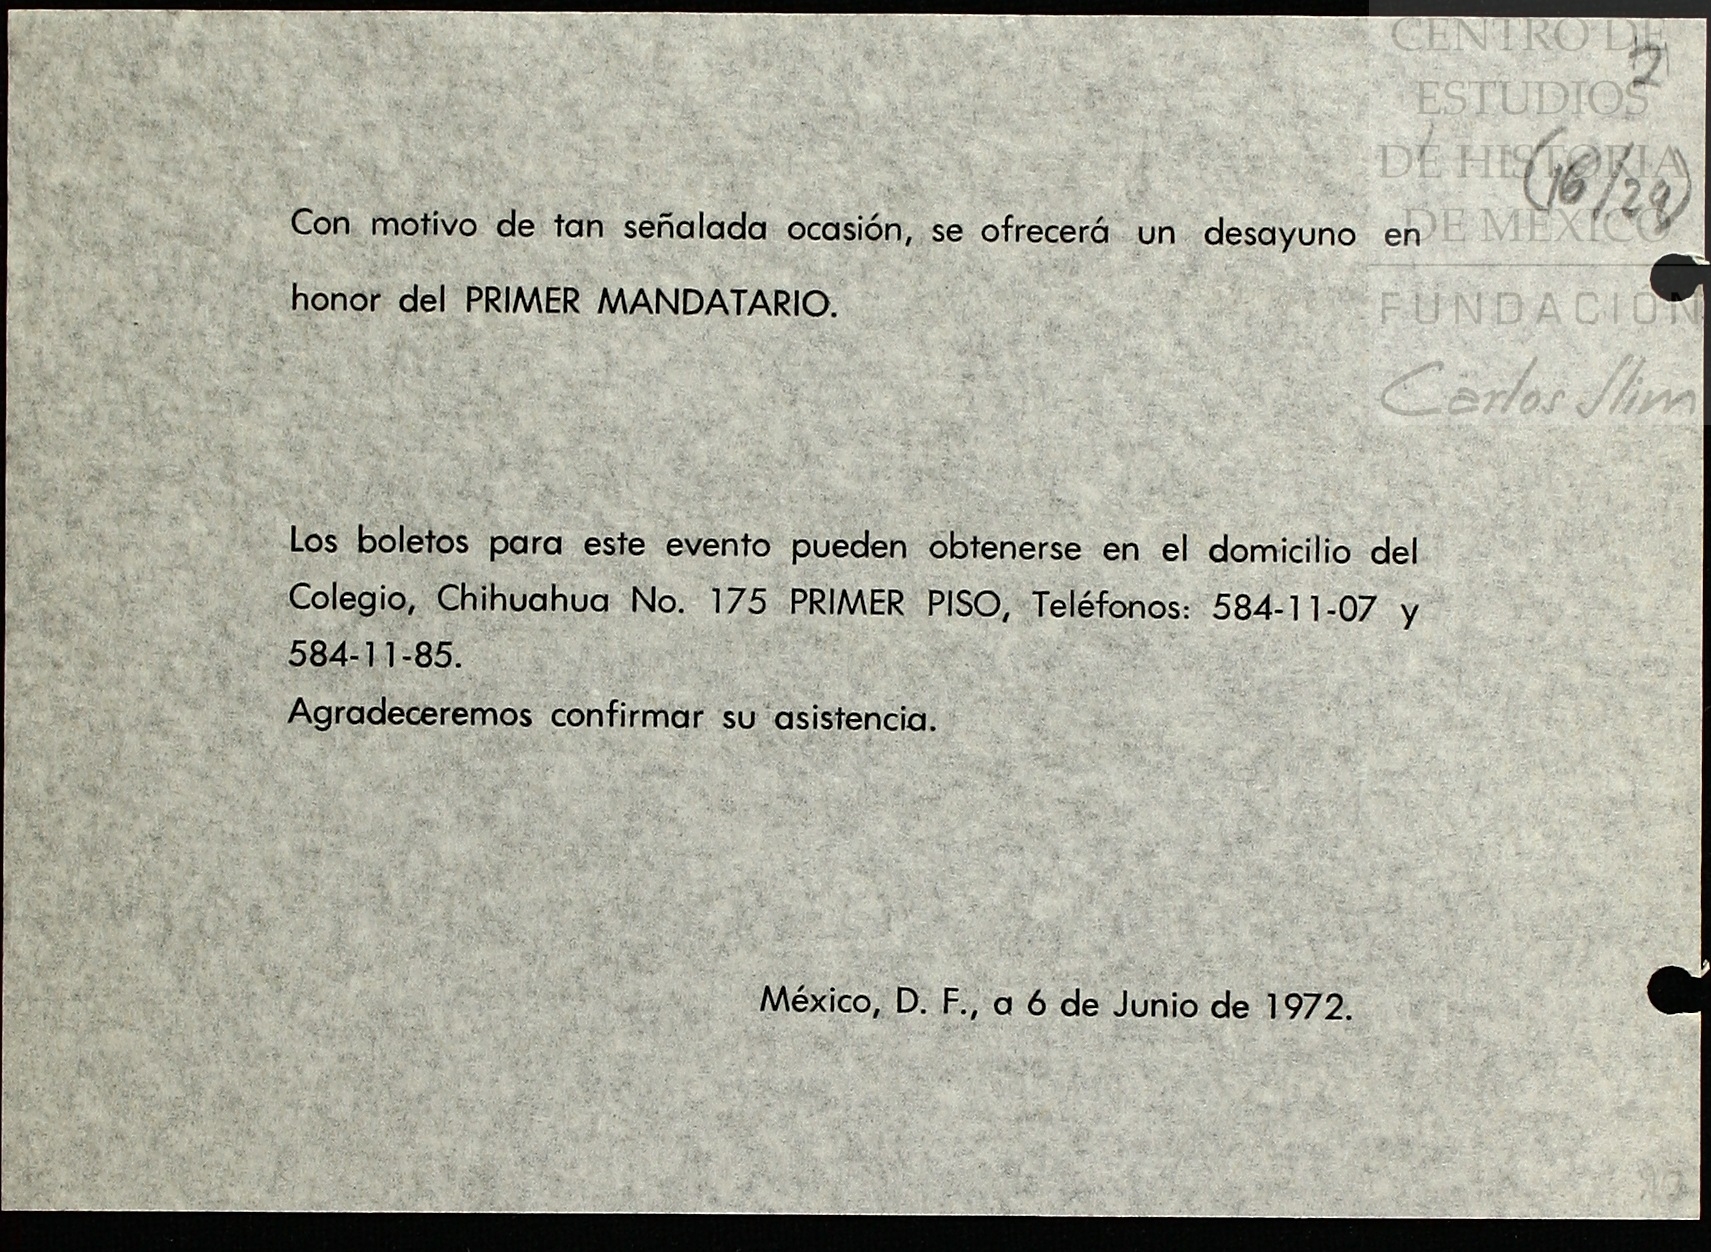 CENTRO DE
ESTUDIOS
DE HISTORIA
DE MÉXICO
FUNDACIÓN
Carlos Slim
2
(16/29)
Con motivo de tan señalada ocasión, se ofrecerá un desayuno en
honor del PRIMER MANDATARIO.
Los boletos para este evento pueden obtenerse en el domicilio del
Colegio, Chihuahua No. 175 PRIMER PISO, Teléfonos: 584-11-07 y
584-11-85.
Agradeceremos confirmar su asistencia.
México, D. F., a 6 de Junio de 1972.